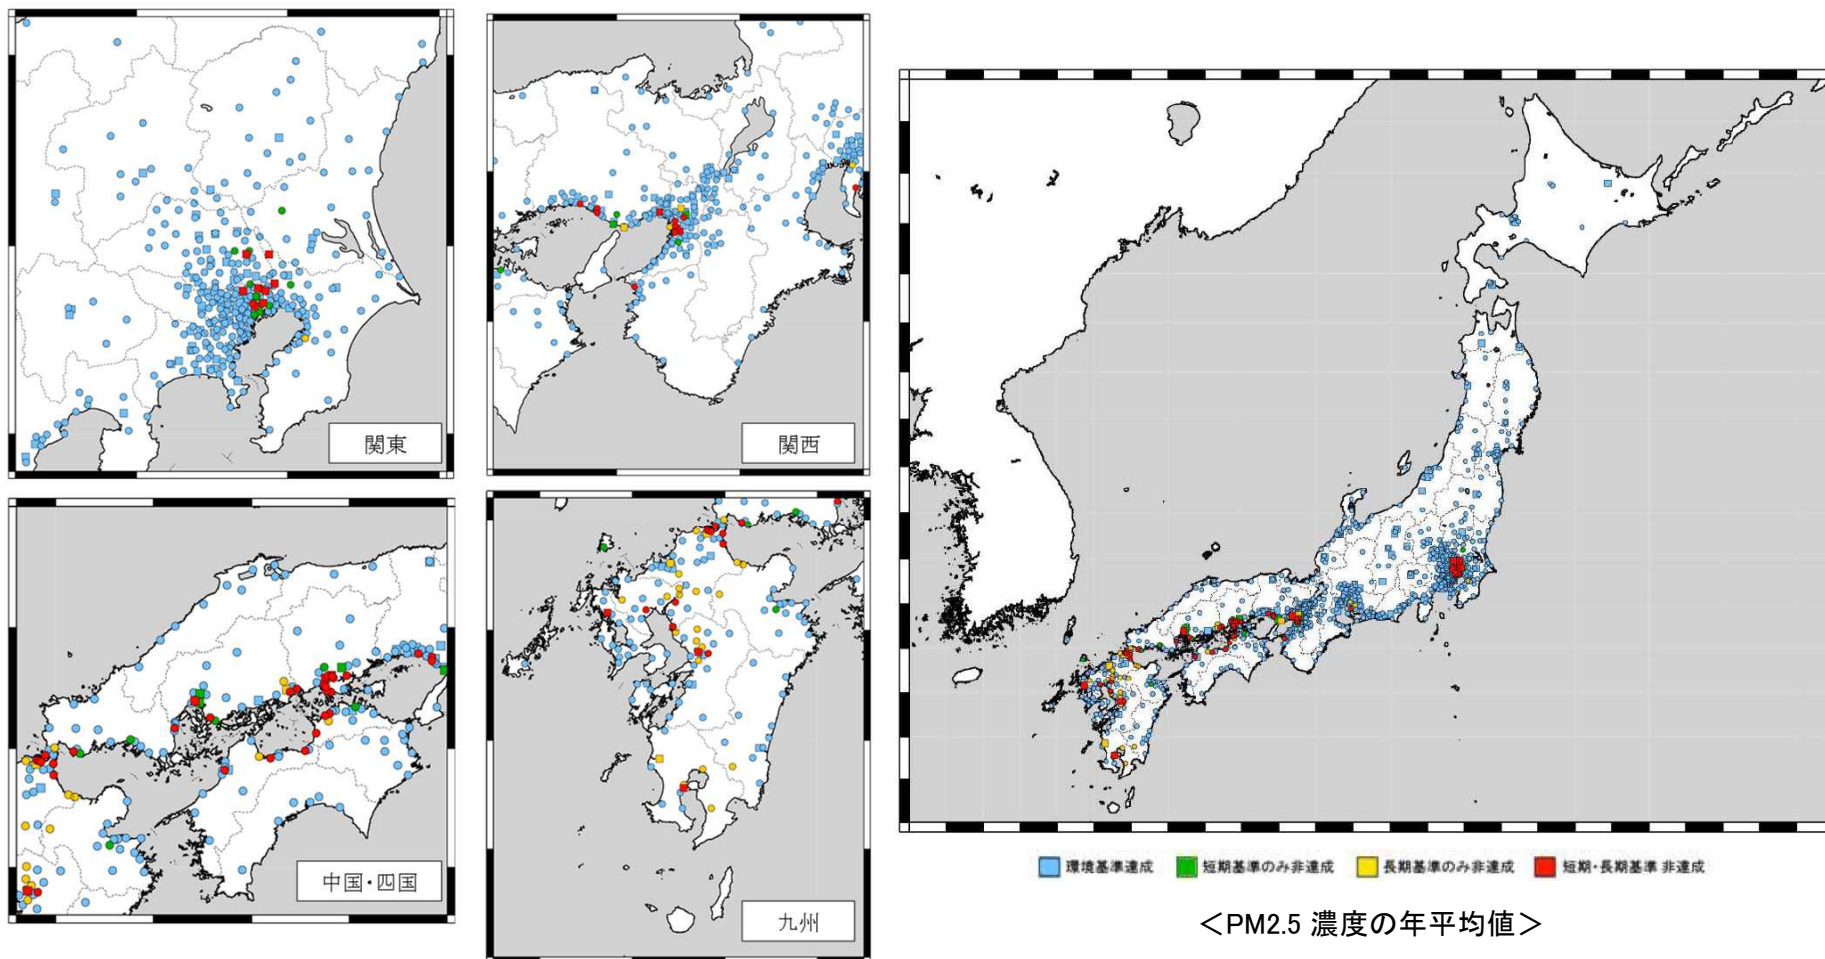 関東
関西
中国・四国
九州
環境基準達成
短期基準のみ非達成
長期基準のみ非達成
短期・長期基準 非達成
＜PM2.5 濃度の年平均値＞